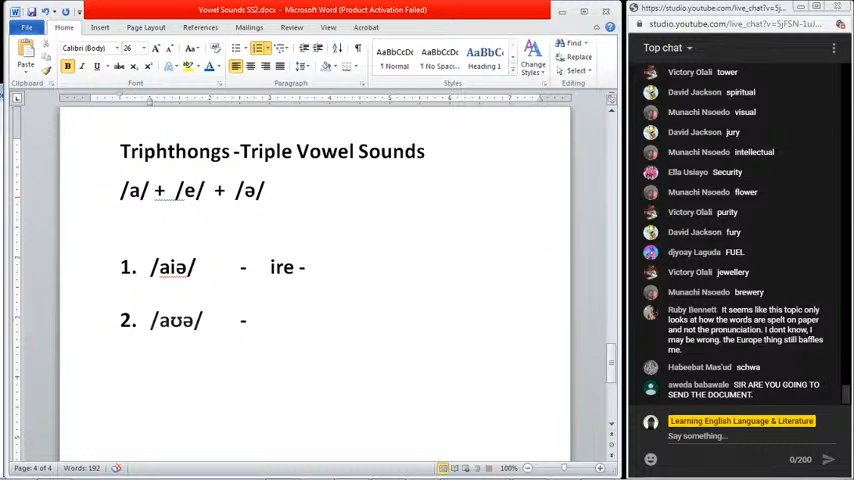 Vowel Sounds SS2.docx - Microsoft Word (Product Activation Failed)
File Home Insert Page Layout References Mailings Review View Acrobat
Paste
Calibri (Body) 28
B I U
Clipboard Font Paragraph Styles Editing
AaBbCcDc AaBbCcDc AaBbCc
¶ Normal ¶ No Spaci... Heading 1
Change Styles
Find
Replace
Select
Triphthongs -Triple Vowel Sounds
/a/ + /e/ + /ə/
1. /aiə/ - ire -
2. /aʊə/ -
Page: 4 of 4 Words: 192 100%
https://studio.youtube.com/live_chat?v=5jFSN-1uJ
studio.youtube.com/live_chat?v=5jFSN-1uJ...
Top chat
Victory Olali tower
David Jackson spiritual
Munachi Nsoedo visual
David Jackson jury
Munachi Nsoedo intellectual
Ella Usiayo Security
Munachi Nsoedo flower
Victory Olali purity
David Jackson fury
djyoay Laguda FUEL
Victory Olali jewellery
Munachi Nsoedo brewery
Ruby Bennett It seems like this topic only
looks at how the words are spelt on paper
and not the pronunciation. I dont know, I
may be wrong. the Europe thing still baffles
me.
Habeebat Mas'ud schwa
aweda babawale SIR ARE YOU GOING TO
SEND THE DOCUMENT.
Learning English Language & Literature
Say something...
0/200